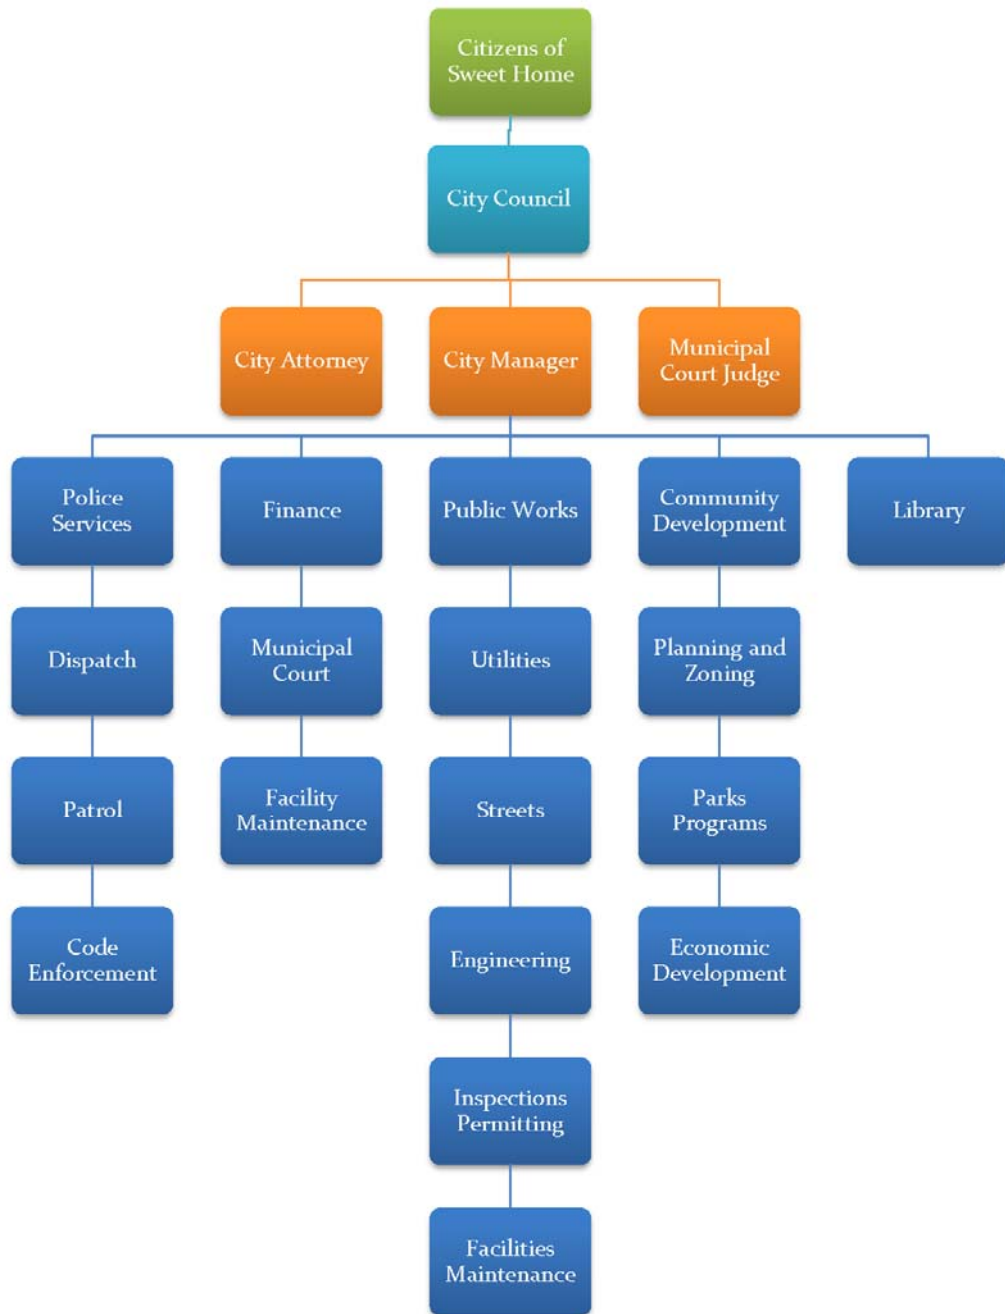 Citizens of
Sweet Home
City Council
City Attorney
City Manager
Municipal
Court Judge
Police
Services
Finance
Public Works
Community
Development
Library
Dispatch
Municipal
Court
Utilities
Planning and
Zoning
Patrol
Facility
Maintenance
Streets
Parks
Programs
Code
Enforcement
Engineering
Economic
Development
Inspections
Permitting
Facilities
Maintenance